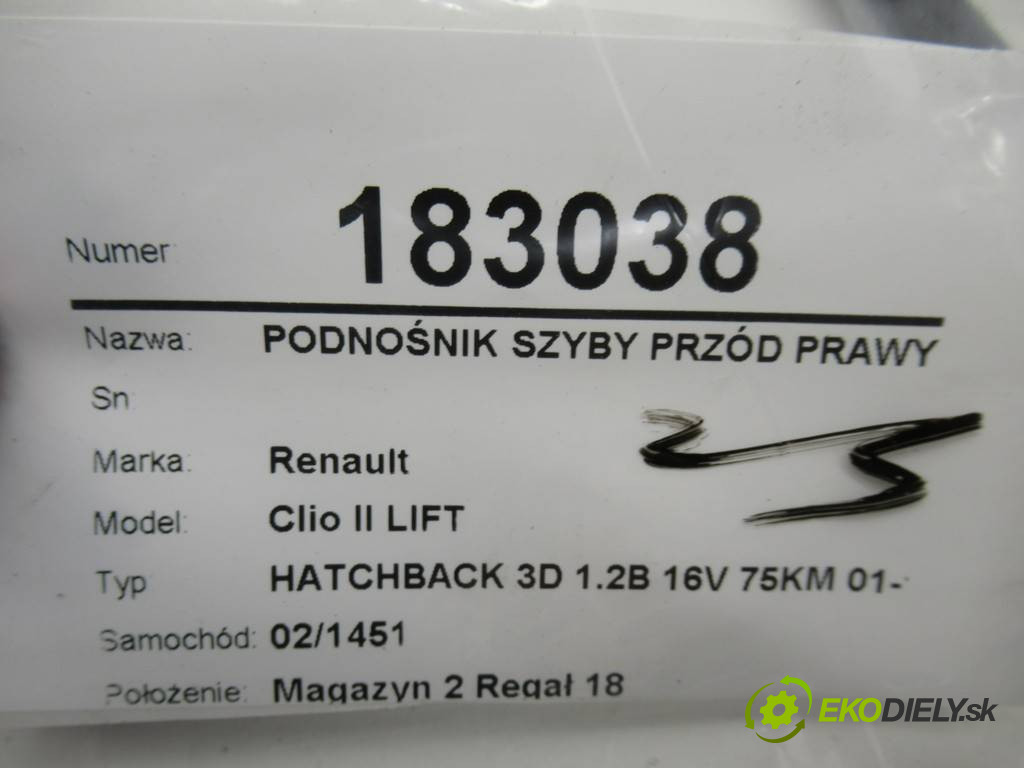 Numer: 183038
Nazwa: PODNOŚNIK SZYBY PRZÓD PRAWY
Sn
Marka: Renault
Model: Clio II LIFT
Typ HATCHBACK 3D 1.2B 16V 75KM 01-
Samochód: 02/1451
Położenie: Magazyn 2 Regał 18
EKODIELY.sk